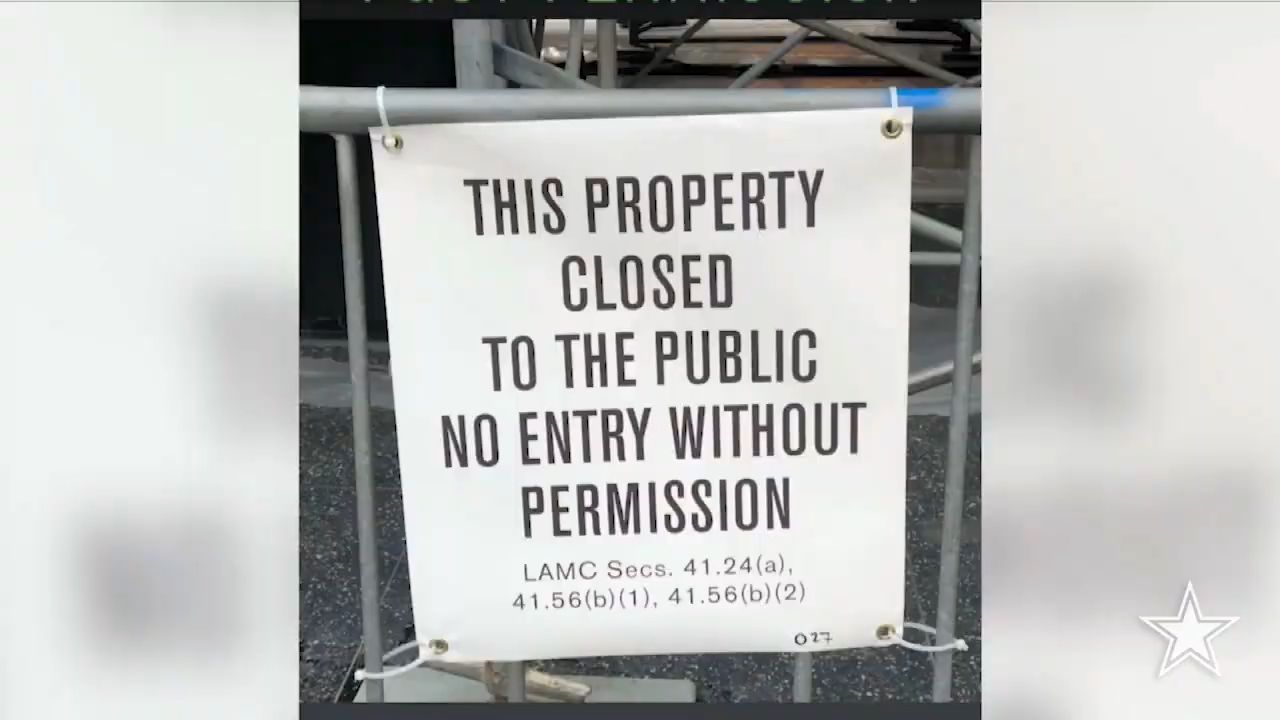 THIS PROPERTY
CLOSED
TO THE PUBLIC
NO ENTRY WITHOUT
PERMISSION
LAMC Secs. 41.24(a),
41.56(b)(1), 41.56(b)(2)
027